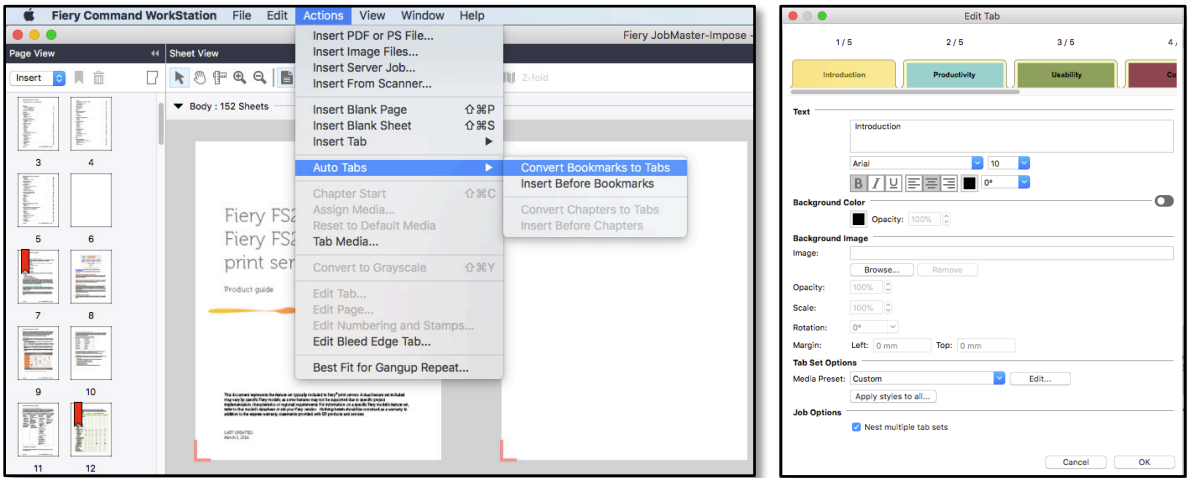 Fiery Command WorkStation File Edit Actions View Window Help
Fiery JobMaster-Impose -
Page View
Sheet View
Insert
Z-fold
Body : 152 Sheets
3 4
5 6
7 8
9 10
11 12
Insert PDF or PS File...
Insert Image Files...
Insert Server Job...
Insert From Scanner...
Insert Blank Page ⇧⌘P
Insert Blank Sheet ⇧⌘S
Insert Tab
Auto Tabs
Chapter Start ⇧⌘C
Assign Media...
Reset to Default Media
Tab Media...
Convert to Grayscale ⇧⌘Y
Edit Tab...
Edit Page...
Edit Numbering and Stamps...
Edit Bleed Edge Tab...
Best Fit for Gangup Repeat...
Convert Bookmarks to Tabs
Insert Before Bookmarks
Convert Chapters to Tabs
Insert Before Chapters
Fiery FS2
Fiery FS2
print ser
Product guide
LAST UPDATED
March 2, 2016
Edit Tab
1 / 5 2 / 5 3 / 5 4 /
Introduction Productivity Usability Co
Text
Introduction
Arial 10
B I U 0°
Background Color
Opacity: 100%
Background Image
Image:
Browse... Remove
Opacity: 100%
Scale: 100%
Rotation: 0°
Margin: Left: 0 mm Top: 0 mm
Tab Set Options
Media Preset: Custom Edit...
Apply styles to all...
Job Options
Nest multiple tab sets
Cancel OK